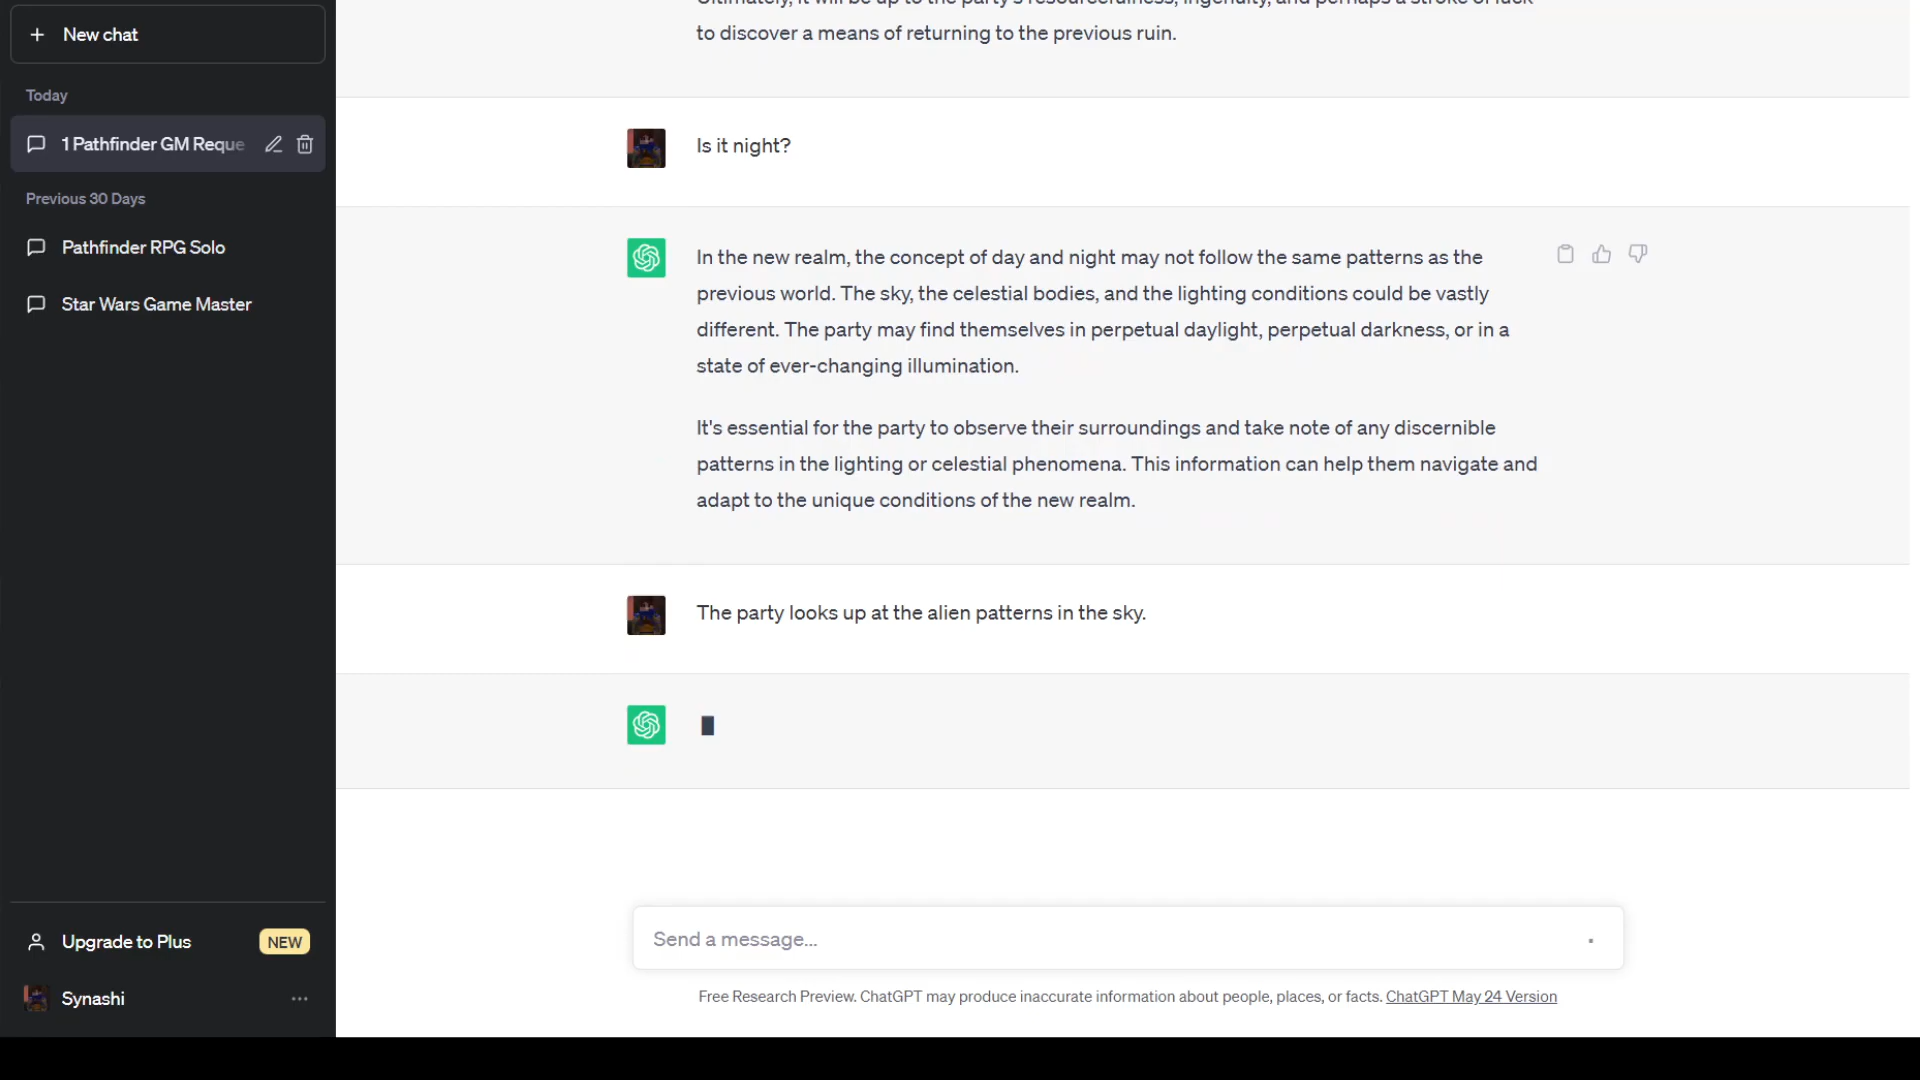 New chat
Today
1 Pathfinder GM Reque
Previous 30 Days
Pathfinder RPG Solo
Star Wars Game Master
Upgrade to Plus
NEW
Synashi
to discover a means of returning to the previous ruin.
Is it night?
In the new realm, the concept of day and night may not follow the same patterns as the
previous world. The sky, the celestial bodies, and the lighting conditions could be vastly
different. The party may find themselves in perpetual daylight, perpetual darkness, or in a
state of ever-changing illumination.
It's essential for the party to observe their surroundings and take note of any discernible
patterns in the lighting or celestial phenomena. This information can help them navigate and
adapt to the unique conditions of the new realm.
The party looks up at the alien patterns in the sky.
Send a message...
Free Research Preview. ChatGPT may produce inaccurate information about people, places, or facts. ChatGPT May 24 Version